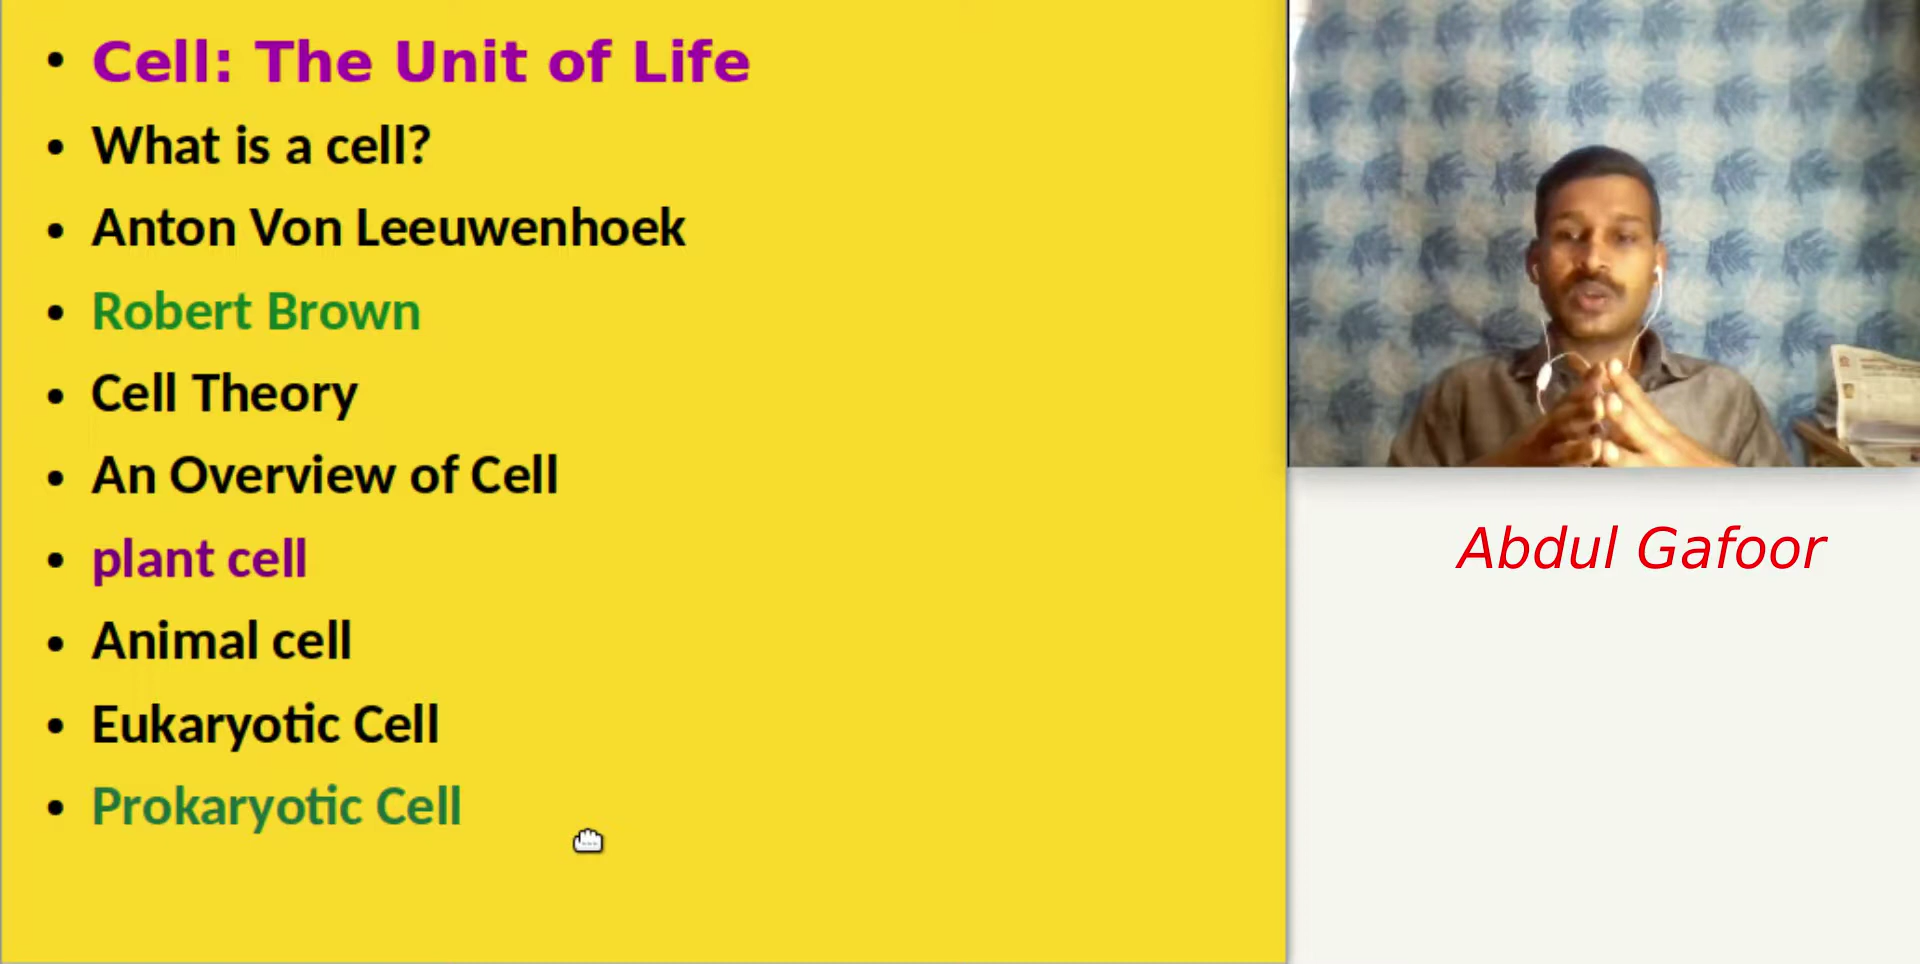 Cell: The Unit of Life
What is a cell?
Anton Von Leeuwenhoek
Robert Brown
Cell Theory
An Overview of Cell
plant cell
Animal cell
Eukaryotic Cell
Prokaryotic Cell
Abdul Gafoor